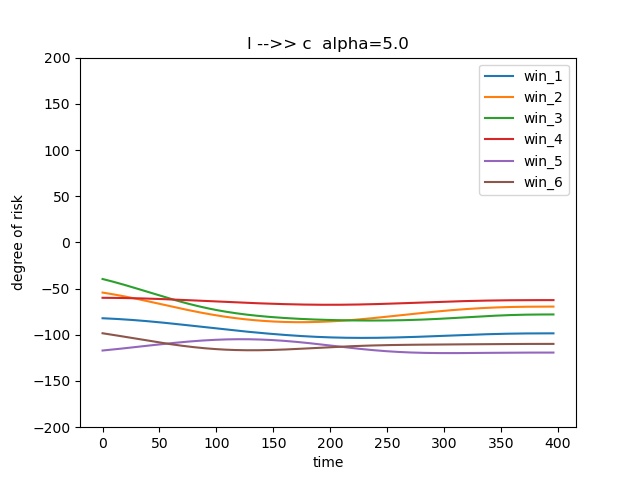 l -->> c  alpha=5.0
degree of risk
200
150
100
50
0
−50
−100
−150
−200
win_1
win_2
win_3
win_4
win_5
win_6
0 50 100 150 200 250 300 350 400
time